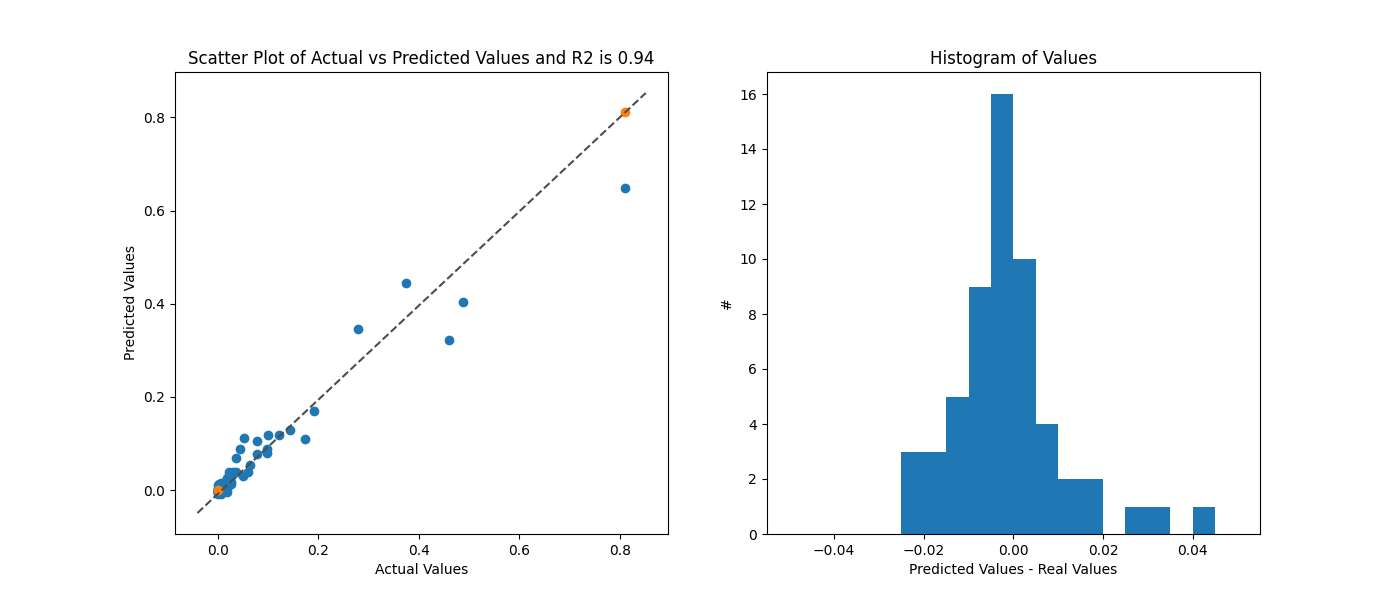 Scatter Plot of Actual vs Predicted Values and R2 is 0.94
0.8
0.6
0.4
0.2
0.0
Predicted Values
0.0 0.2 0.4 0.6 0.8
Actual Values
Histogram of Values
16
14
12
10
8
6
4
2
0
#
−0.04 −0.02 0.00 0.02 0.04
Predicted Values - Real Values